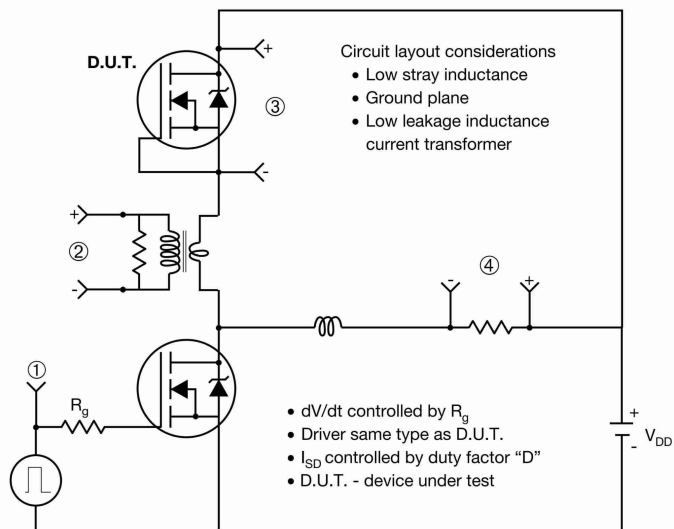 D.U.T.
+
-
③
Circuit layout considerations
• Low stray inductance
• Ground plane
• Low leakage inductance
current transformer
+
②
-
-
④
+
①
Rg
• dV/dt controlled by Rg
• Driver same type as D.U.T.
• ISD controlled by duty factor “D”
• D.U.T. - device under test
+
-
VDD